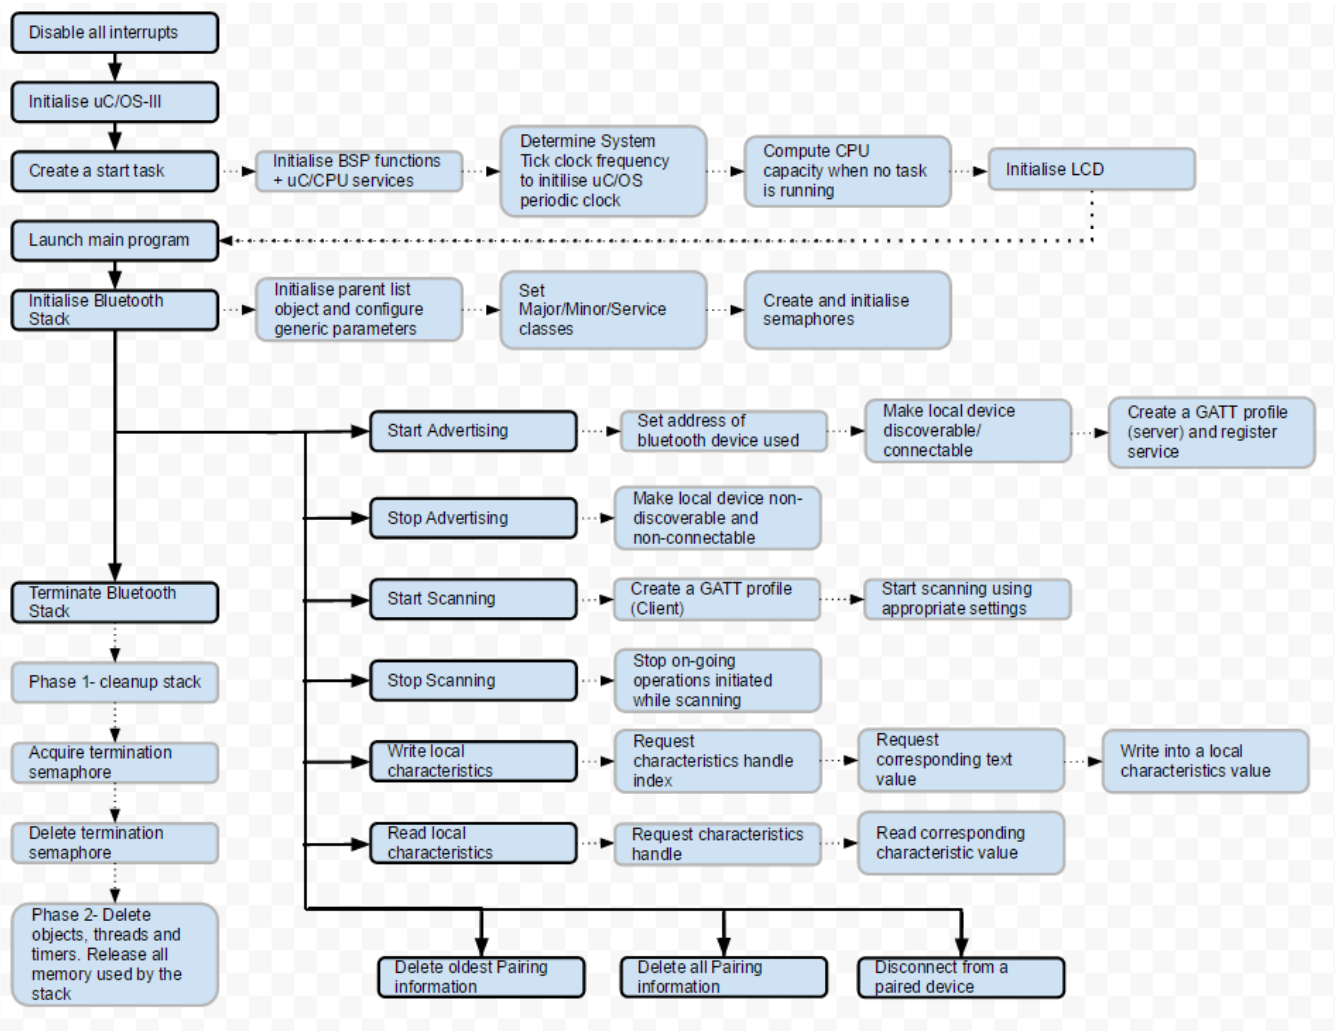 Disable all interrupts
Initialise uC/OS-III
Create a start task
Initialise BSP functions
+ uC/CPU services
Determine System
Tick clock frequency
to initilise uC/OS
periodic clock
Compute CPU
capacity when no task
is running
Initialise LCD
Launch main program
Initialise Bluetooth
Stack
Initialise parent list
object and configure
generic parameters
Set
Major/Minor/Service
classes
Create and initialise
semaphores
Start Advertising
Set address of
bluetooth device used
Make local device
discoverable/
connectable
Create a GATT profile
(server) and register
service
Stop Advertising
Make local device non-
discoverable and
non-connectable
Terminate Bluetooth
Stack
Start Scanning
Create a GATT profile
(Client)
Start scanning using
appropriate settings
Phase 1- cleanup stack
Stop Scanning
Stop on-going
operations initiated
while scanning
Acquire termination
semaphore
Write local
characteristics
Request
characteristics handle
index
Request
corresponding text
value
Write into a local
characteristics value
Delete termination
semaphore
Read local
characteristics
Request characteristics
handle
Read corresponding
characteristic value
Phase 2- Delete
objects, threads and
timers. Release all
memory used by the
stack
Delete oldest Pairing
information
Delete all Pairing
information
Disconnect from a
paired device